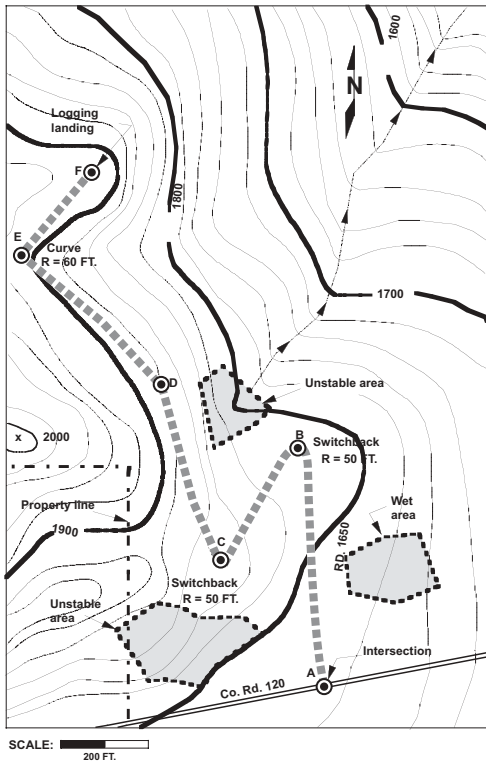 1600
N
Logging
landing
F
1800
E
Curve
R = 60 FT.
1700
D
Unstable area
x 2000
B
Switchback
R = 50 FT.
Property line
Wet
area
1900
RD. 1650
C
Switchback
R = 50 FT.
Unstable
area
Intersection
A
Co. Rd. 120
SCALE:
200 FT.